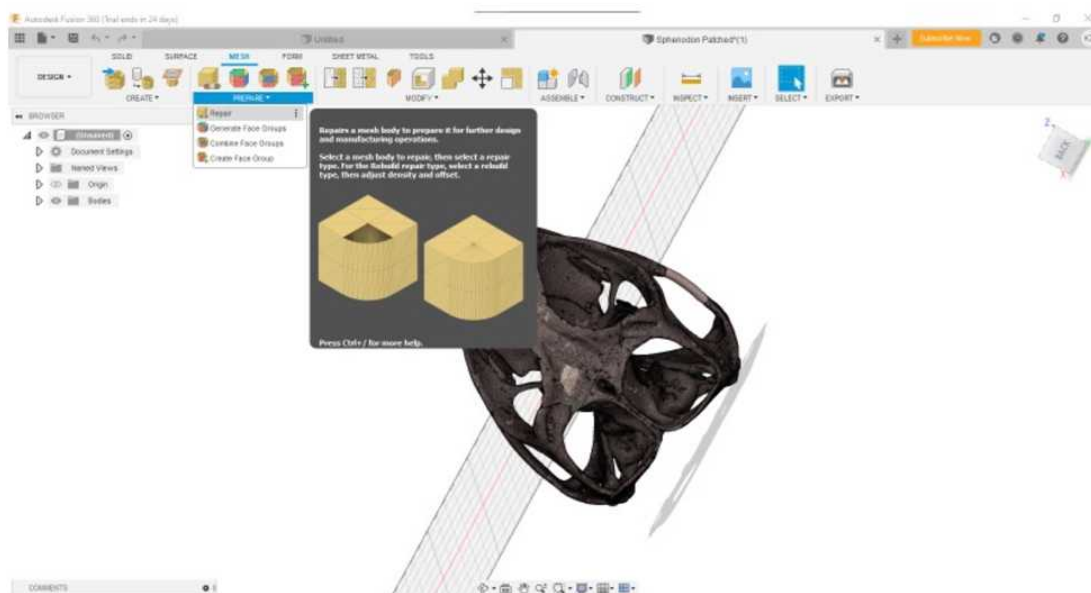 Autodesk Fusion 360 (Trial ends in 24 days)
Untitled
Sphenodon Patched*(1)
Subscribe Now
DESIGN
SOLID SURFACE MESH FORM SHEET METAL TOOLS
CREATE PREPARE MODIFY ASSEMBLE CONSTRUCT INSPECT INSERT SELECT EXPORT
BROWSER
(Unsaved)
Document Settings
Named Views
Origin
Bodies
Repair
Generate Face Groups
Combine Face Groups
Create Face Group
Repairs a mesh body to prepare it for further design
and manufacturing operations.
Select a mesh body to repair, then select a repair
type. For the Rebuild repair type, select a rebuild
type, then adjust density and offset.
Press Ctrl+/ for more help.
Z
BACK
X
COMMENTS